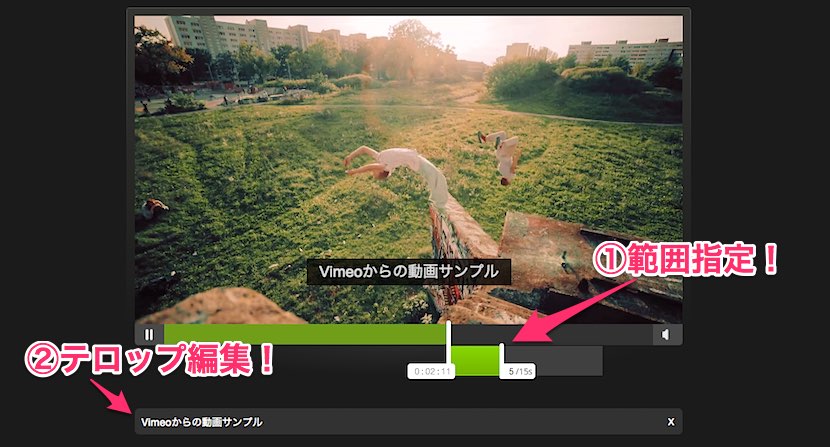 Vimeoからの動画サンプル
①範囲指定！
②テロップ編集！
0:02:11
5 /15s
Vimeoからの動画サンプル X